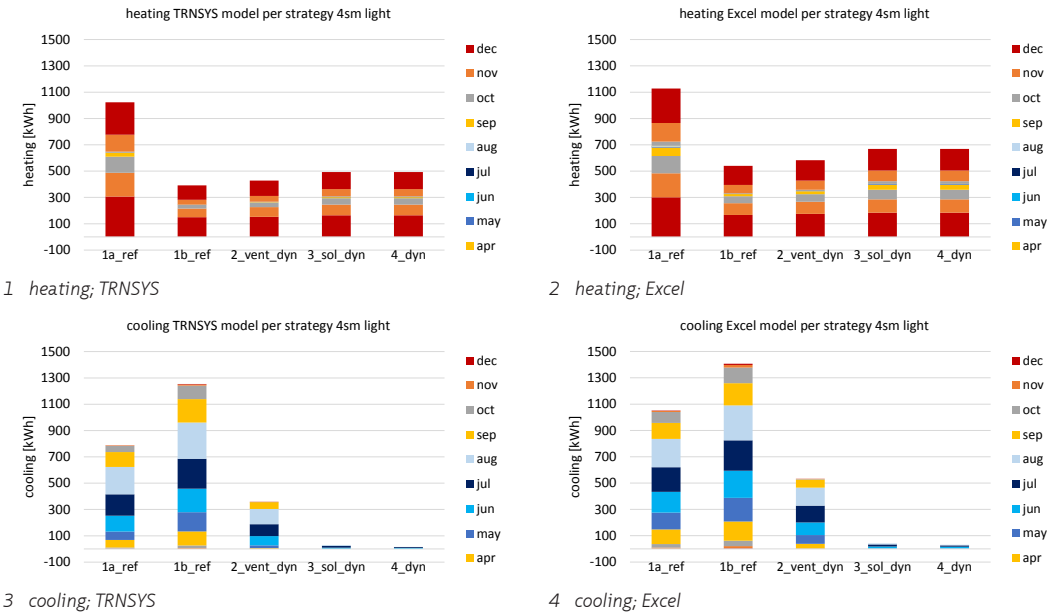 heating TRNSYS model per strategy 4sm light
1500
1300
1100
900
700
500
300
100
-100
heating [kWh]
1a_ref 1b_ref 2_vent_dyn 3_sol_dyn 4_dyn
dec
nov
oct
sep
aug
jul
jun
may
apr
1 heating; TRNSYS
heating Excel model per strategy 4sm light
1500
1300
1100
900
700
500
300
100
-100
heating [kWh]
1a_ref 1b_ref 2_vent_dyn 3_sol_dyn 4_dyn
dec
nov
oct
sep
aug
jul
jun
may
apr
2 heating; Excel
cooling TRNSYS model per strategy 4sm light
1500
1300
1100
900
700
500
300
100
-100
cooling [kWh]
1a_ref 1b_ref 2_vent_dyn 3_sol_dyn 4_dyn
dec
nov
oct
sep
aug
jul
jun
may
apr
3 cooling; TRNSYS
cooling Excel model per strategy 4sm light
1500
1300
1100
900
700
500
300
100
-100
cooling [kWh]
1a_ref 1b_ref 2_vent_dyn 3_sol_dyn 4_dyn
dec
nov
oct
sep
aug
jul
jun
may
apr
4 cooling; Excel